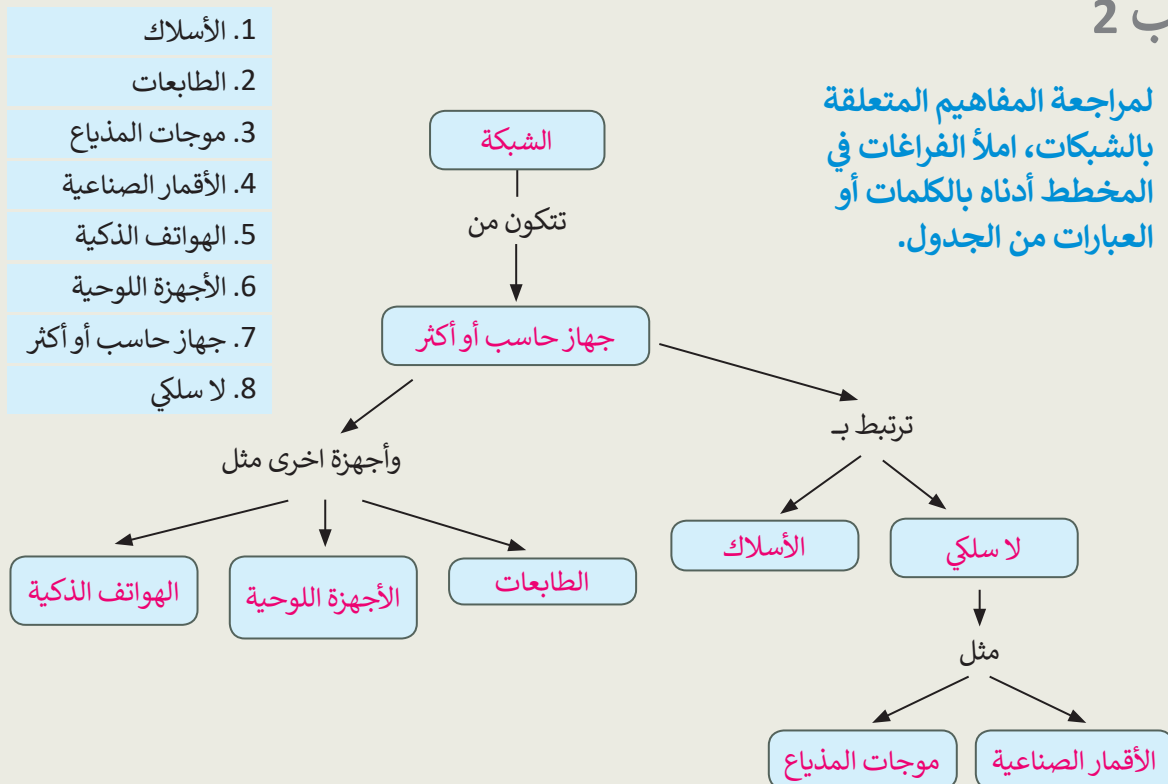 ب 2
لمراجعة المفاهيم المتعلقة
بالشبكات، املأ الفراغات في
المخطط أدناه بالكلمات أو
العبارات من الجدول.
1. الأسلاك
2. الطابعات
3. موجات المذياع
4. الأقمار الصناعية
5. الهواتف الذكية
6. الأجهزة اللوحية
7. جهاز حاسب أو أكثر
8. لا سلكي
الشبكة
تتكون من
جهاز حاسب أو أكثر
ترتبط بـ
لا سلكي
الأسلاك
مثل
الأقمار الصناعية
موجات المذياع
وأجهزة اخرى مثل
الطابعات
الأجهزة اللوحية
الهواتف الذكية